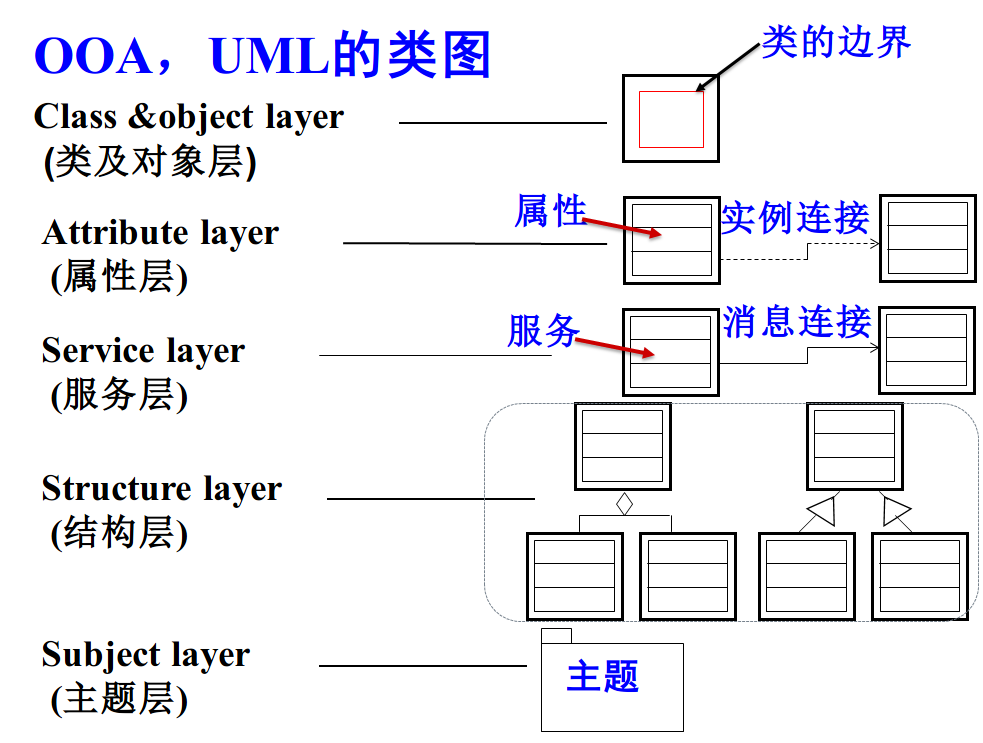 OOA，UML的类图
类的边界
Class &object layer
(类及对象层)
属性
实例连接
Attribute layer
(属性层)
服务
消息连接
Service layer
(服务层)
Structure layer
(结构层)
Subject layer
(主题层)
主题